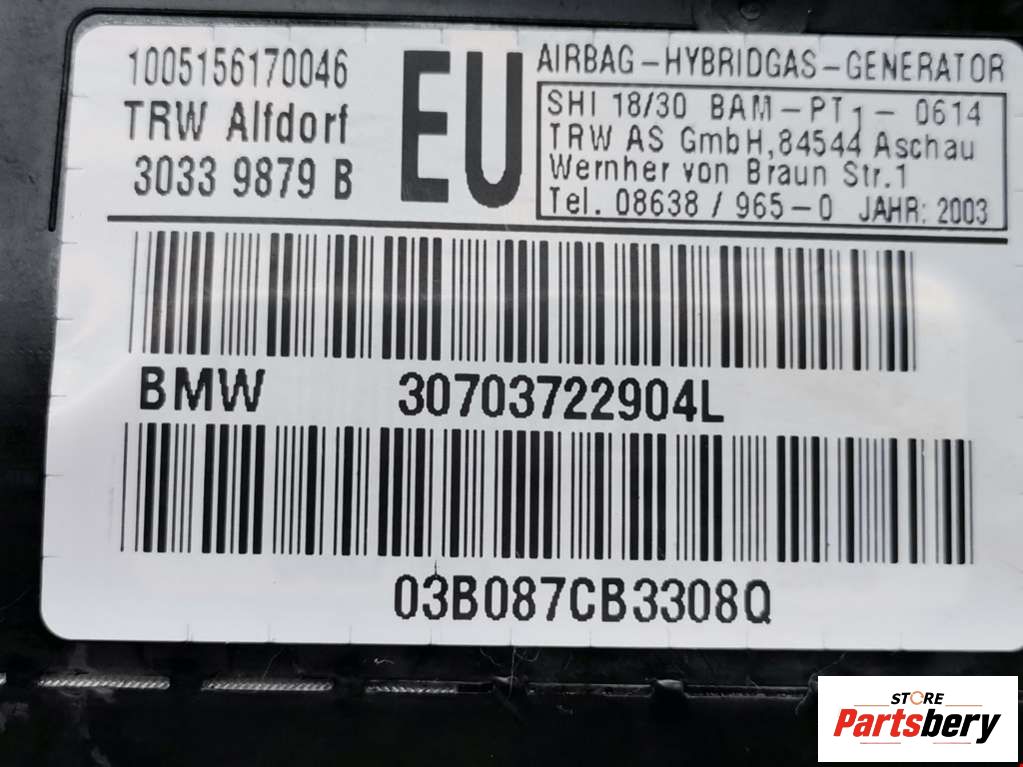 1005156170046
TRW Alfdorf
3033 9879 B
EU
AIRBAG-HYBRIDGAS-GENERATOR
SHI 18/30 BAM-PT1-0614
TRW AS GmbH,84544 Aschau
Wernher von Braun Str.1
Tel. 08638 / 965-0 JAHR: 2003
BMW 30703722904L
03B087CB3308Q
STORE
Partsbery